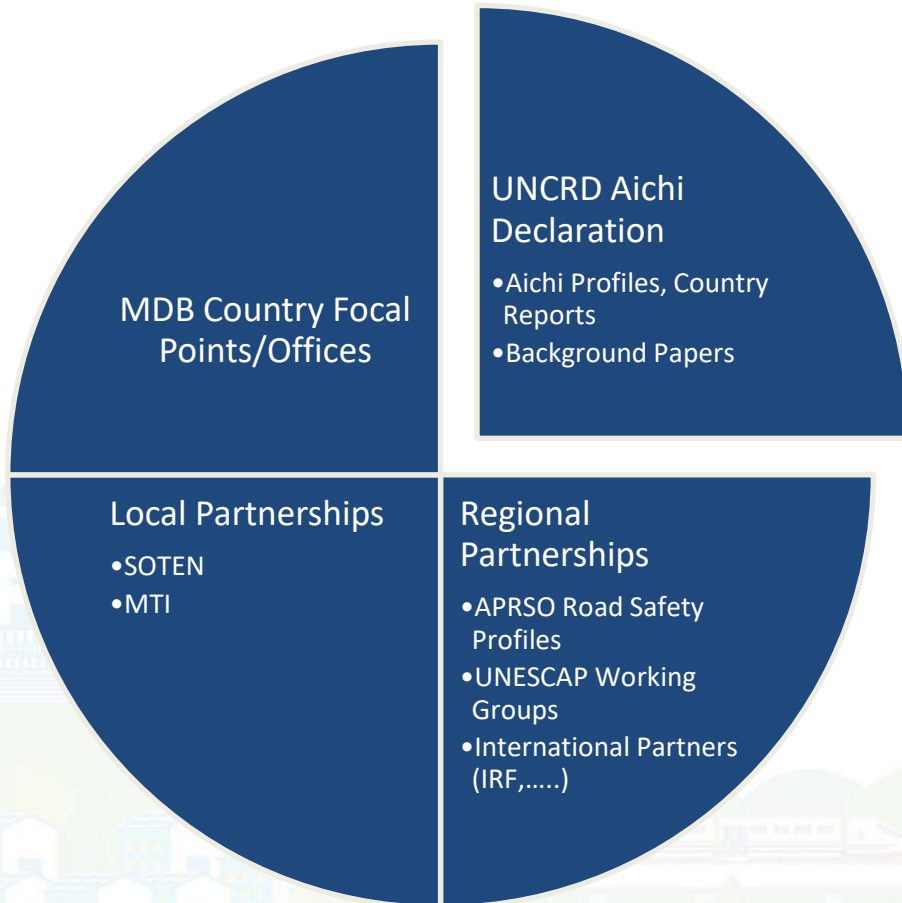 MDB Country Focal
Points/Offices
UNCRD Aichi
Declaration
•Aichi Profiles, Country
Reports
•Background Papers
Local Partnerships
•SOTEN
•MTI
Regional
Partnerships
•APRSO Road Safety
Profiles
•UNESCAP Working
Groups
•International Partners
(IRF,.....)